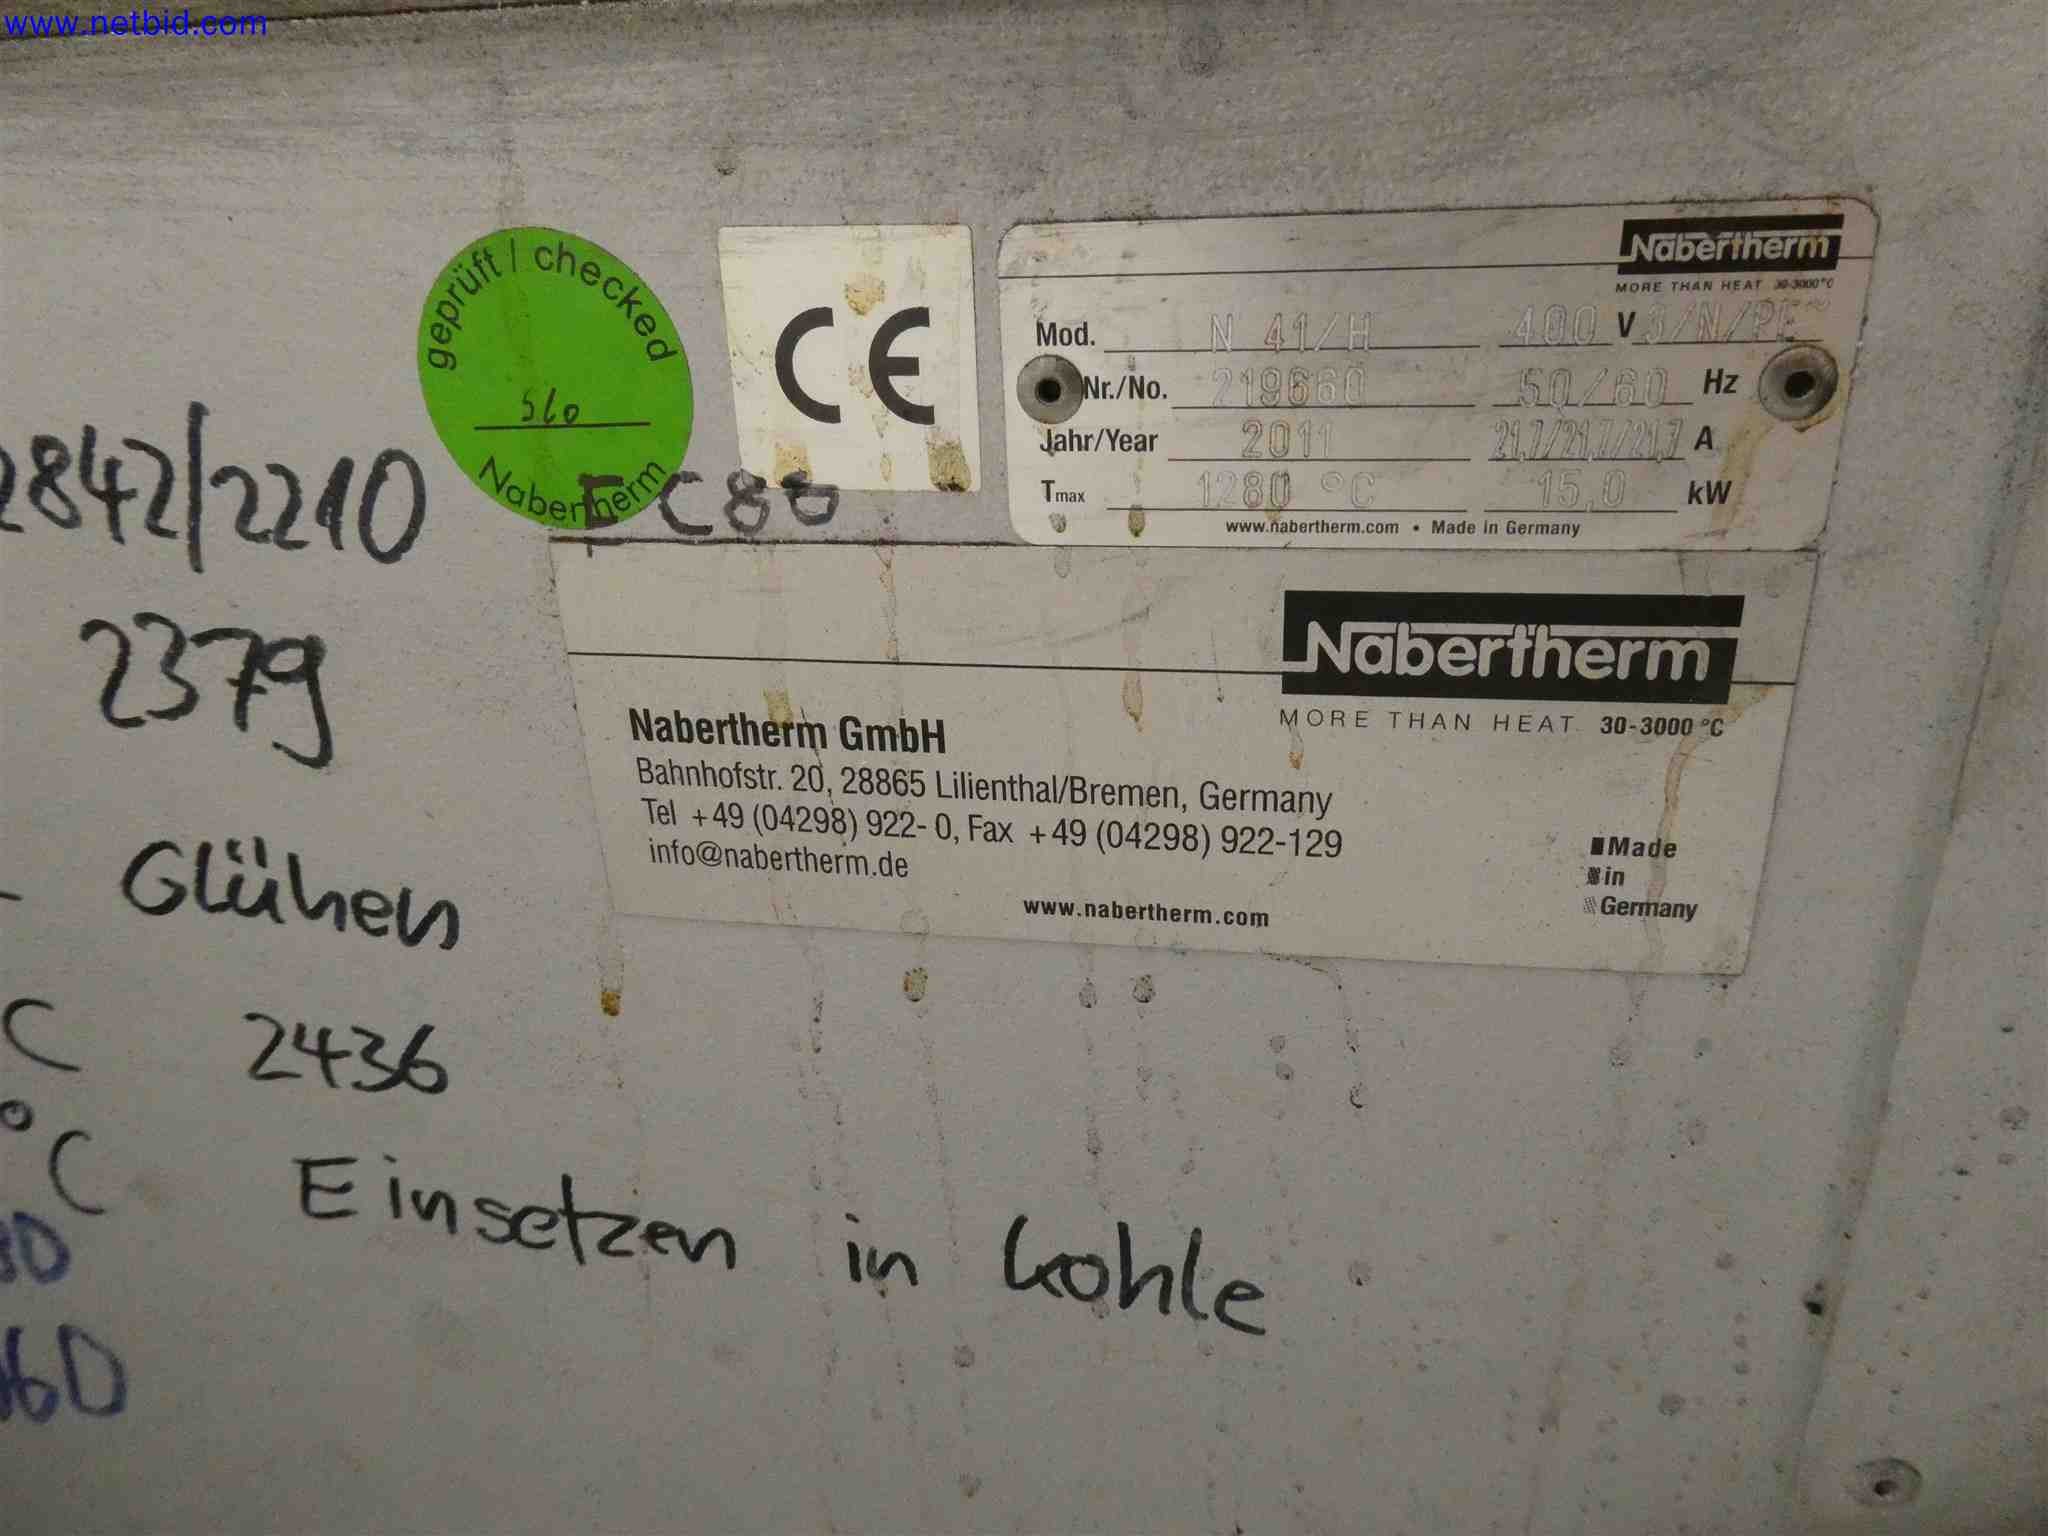 www.netbid.com
geprüft | checked
Nabertherm
CE
Nabertherm
MORE THAN HEAT 30-3000 °C
Mod. N 41/H 400 V 3/N/PE~
Nr./No. 219660 50/60 Hz
Jahr/Year 2011 21,7/21,7/21,7 A
Tmax 1280 °C 15,0 kW
www.nabertherm.com • Made in Germany
2842/2210
Nabertherm
MORE THAN HEAT 30-3000 °C
2379
Nabertherm GmbH
Bahnhofstr. 20, 28865 Lilienthal/Bremen, Germany
Tel +49 (04298) 922-0, Fax +49 (04298) 922-129
info@nabertherm.de
www.nabertherm.com
Made
in
Germany
Glühen
C 2436
°C Einsetzen in Kohle